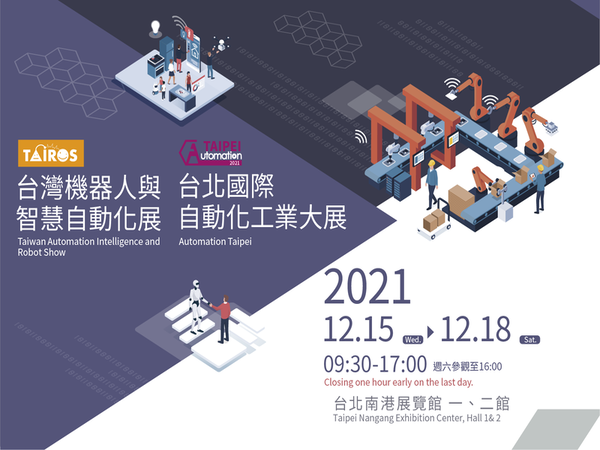 TAIROS
台灣機器人與
智慧自動化展
Taiwan Automation Intelligence and
Robot Show
TAIPEI
Automation
2021
台北國際
自動化工業大展
Automation Taipei
2021
12.15 Wed. 12.18 Sat.
09:30-17:00 週六參觀至16:00
Closing one hour early on the last day.
台北南港展覽館 一、二館
Taipei Nangang Exhibition Center, Hall 1& 2